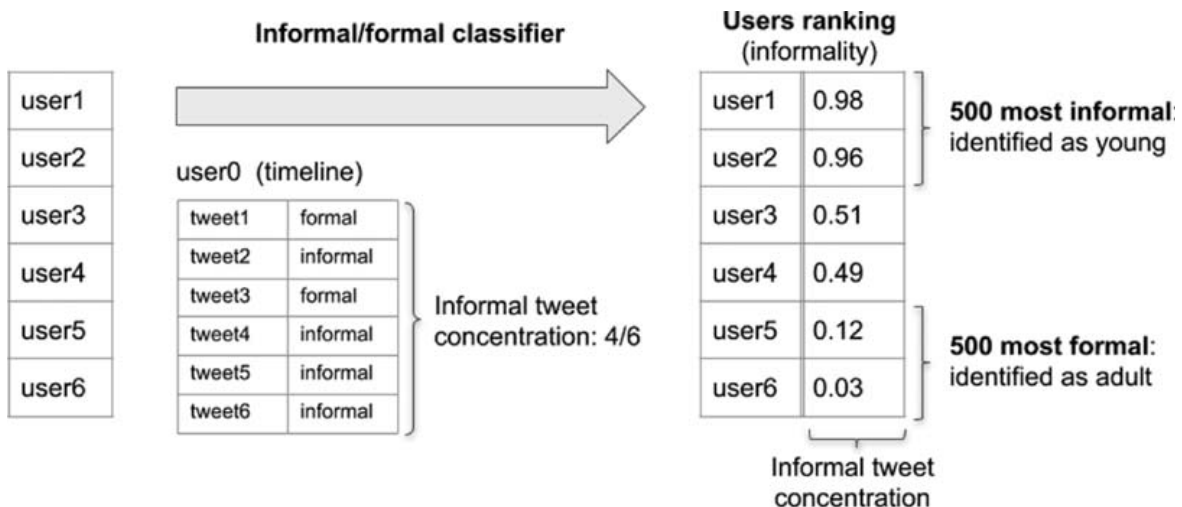 Informal/formal classifier
Users ranking
(informality)
user1
user2
user3
user4
user5
user6
user0 (timeline)
tweet1 formal
tweet2 informal
tweet3 formal
tweet4 informal
tweet5 informal
tweet6 informal
Informal tweet
concentration: 4/6
user1 0.98
user2 0.96
user3 0.51
user4 0.49
user5 0.12
user6 0.03
500 most informal:
identified as young
500 most formal:
identified as adult
Informal tweet
concentration